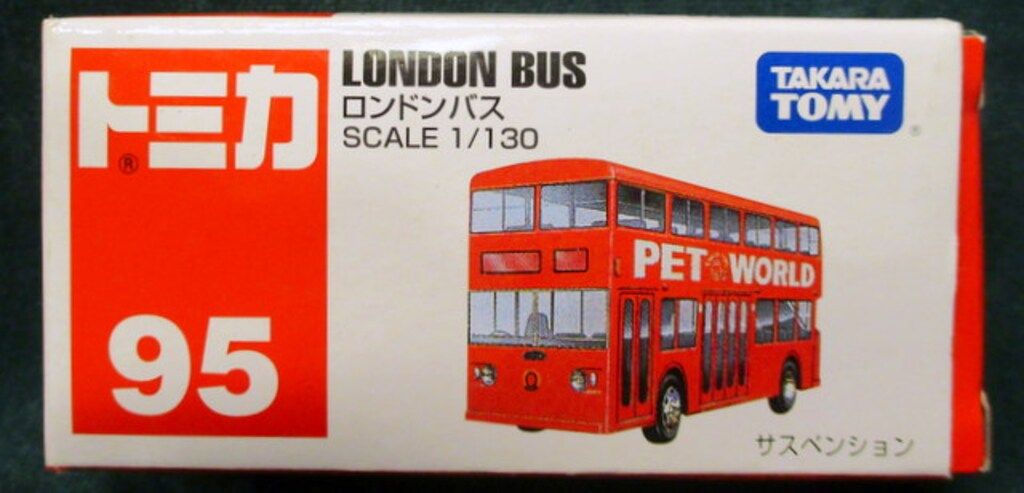 トミカ®
95
LONDON BUS
ロンドンバス
SCALE 1/130
TAKARA
TOMY®
PET WORLD
サスペンション